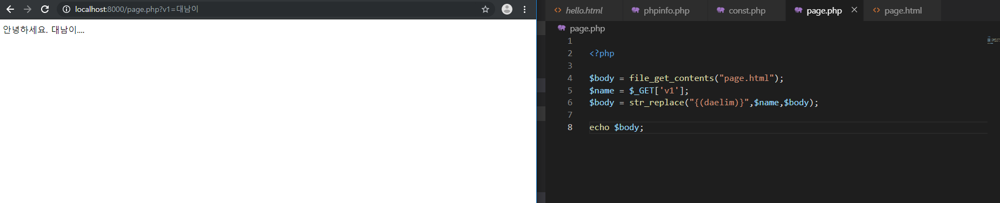 localhost:8000/page.php?v1=대남이
안녕하세요. 대남이....
hello.html
phpinfo.php
const.php
page.php
page.html
page.php
1
2 <?php
3
4 $body = file_get_contents("page.html");
5 $name = $_GET['v1'];
6 $body = str_replace("{(daelim)}",$name,$body);
7
8 echo $body;